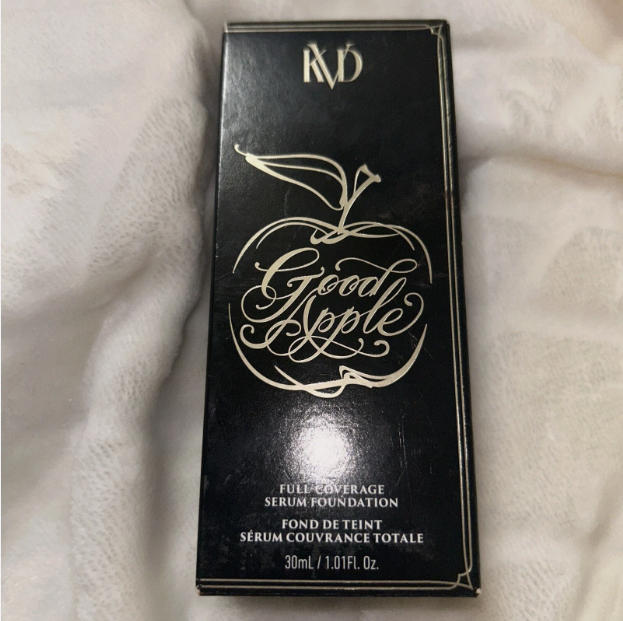 KVD
Good
Apple
FULL COVERAGE
SERUM FOUNDATION
FOND DE TEINT
SÉRUM COUVRANCE TOTALE
30mL / 1.01Fl. Oz.